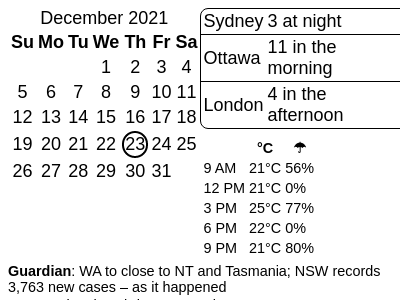 December 2021
Su Mo Tu We Th Fr Sa
1 2 3 4
5 6 7 8 9 10 11
12 13 14 15 16 17 18
19 20 21 22 23 24 25
26 27 28 29 30 31
Sydney 3 at night
Ottawa 11 in the
morning
London 4 in the
afternoon
°C ☂
9 AM 21°C 56%
12 PM 21°C 0%
3 PM 25°C 77%
6 PM 22°C 0%
9 PM 21°C 80%
Guardian: WA to close to NT and Tasmania; NSW records
3,763 new cases – as it happened